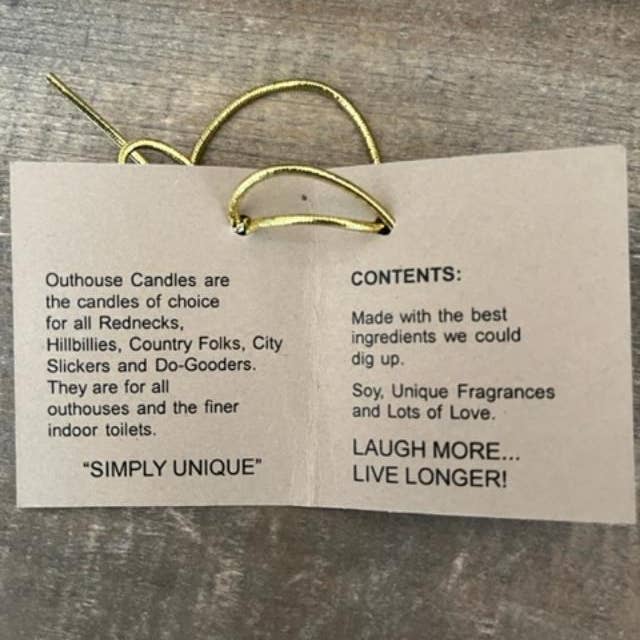 Outhouse Candles are
the candles of choice
for all Rednecks,
Hillbillies, Country Folks, City
Slickers and Do-Gooders.
They are for all
outhouses and the finer
indoor toilets.
“SIMPLY UNIQUE”
CONTENTS:
Made with the best
ingredients we could
dig up.
Soy, Unique Fragrances
and Lots of Love.
LAUGH MORE...
LIVE LONGER!